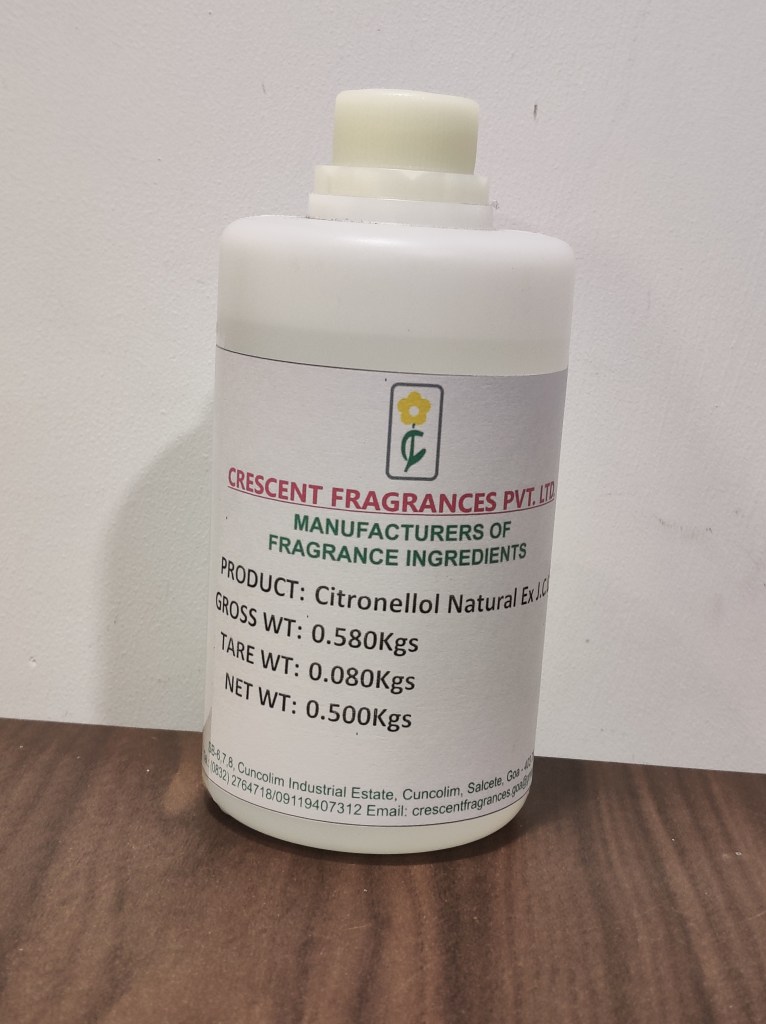 CRESCENT FRAGRANCES PVT. LTD.
MANUFACTURERS OF
FRAGRANCE INGREDIENTS
PRODUCT: Citronellol Natural Ex
GROSS WT: 0.580Kgs
TARE WT: 0.080Kgs
NET WT: 0.500Kgs
Cuncolim Industrial Estate, Cuncolim, Salcete, Goa -
(0832) 2764718/09119407312 Email: